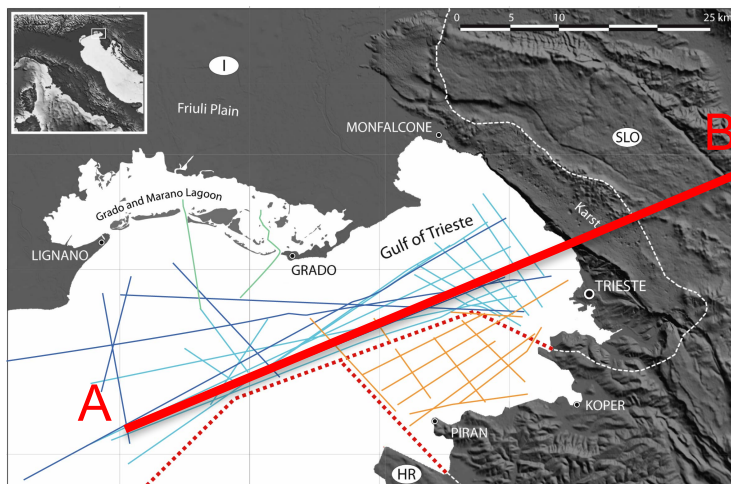 0
5
10
25 km
I
Friuli Plain
MONFALCONE
SLO
B
Grado and Marano Lagoon
Karst
Gulf of Trieste
LIGNANO
GRADO
TRIESTE
A
KOPER
PIRAN
HR